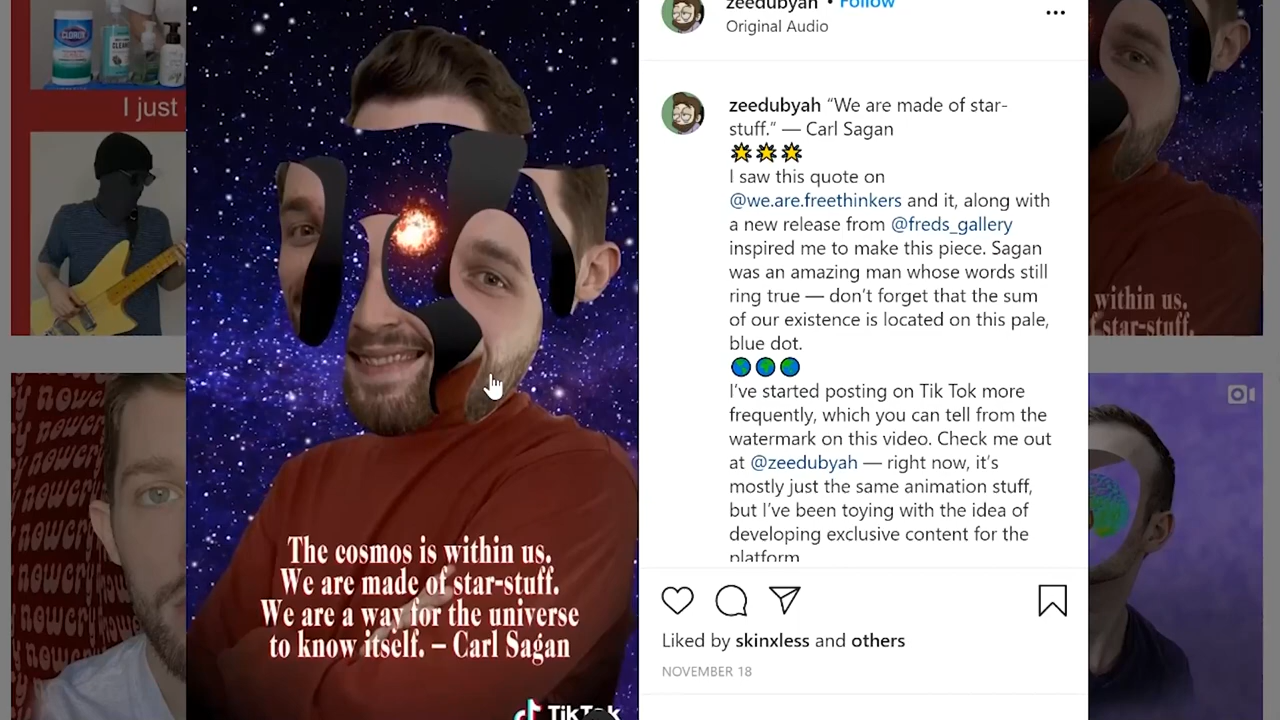 CLOROX
I just
nowcry
nowcry
nowcry
nowcry
The cosmos is within us.
We are made of star-stuff.
We are a way for the universe
to know itself. – Carl Sagan
TikTok
zeedubyah • Follow
Original Audio
zeedubyah “We are made of star-
stuff.” — Carl Sagan
I saw this quote on
@we.are.freethinkers and it, along with
a new release from @freds_gallery
inspired me to make this piece. Sagan
was an amazing man whose words still
ring true — don’t forget that the sum
of our existence is located on this pale,
blue dot.
I’ve started posting on Tik Tok more
frequently, which you can tell from the
watermark on this video. Check me out
at @zeedubyah — right now, it’s
mostly just the same animation stuff,
but I’ve been toying with the idea of
developing exclusive content for the
platform
Liked by skinxless and others
NOVEMBER 18
within us.
f star-stuff.